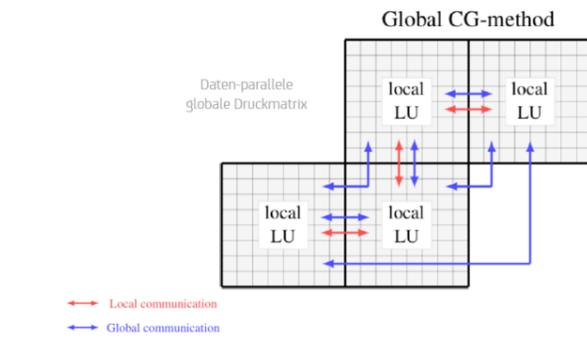 Global CG-method
Daten-parallele
globale Druckmatrix
local
LU
local
LU
local
LU
local
LU
Local communication
Global communication